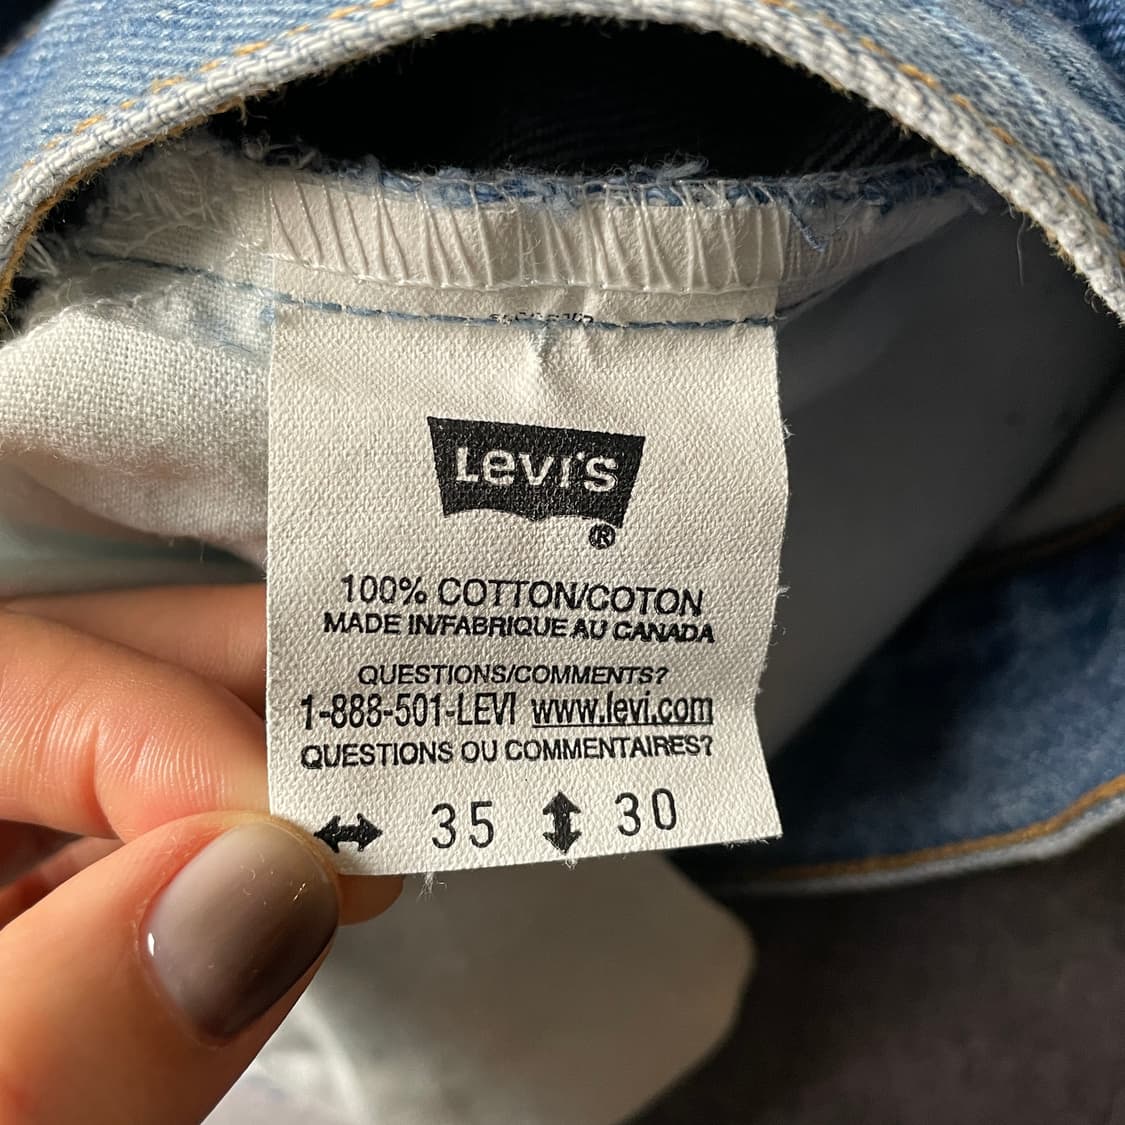 LEVI'S
®
100% COTTON/COTON
MADE IN/FABRIQUE AU CANADA
QUESTIONS/COMMENTS?
1-888-501-LEVI www.levi.com
QUESTIONS OU COMMENTAIRES?
↔ 35 ↕ 30